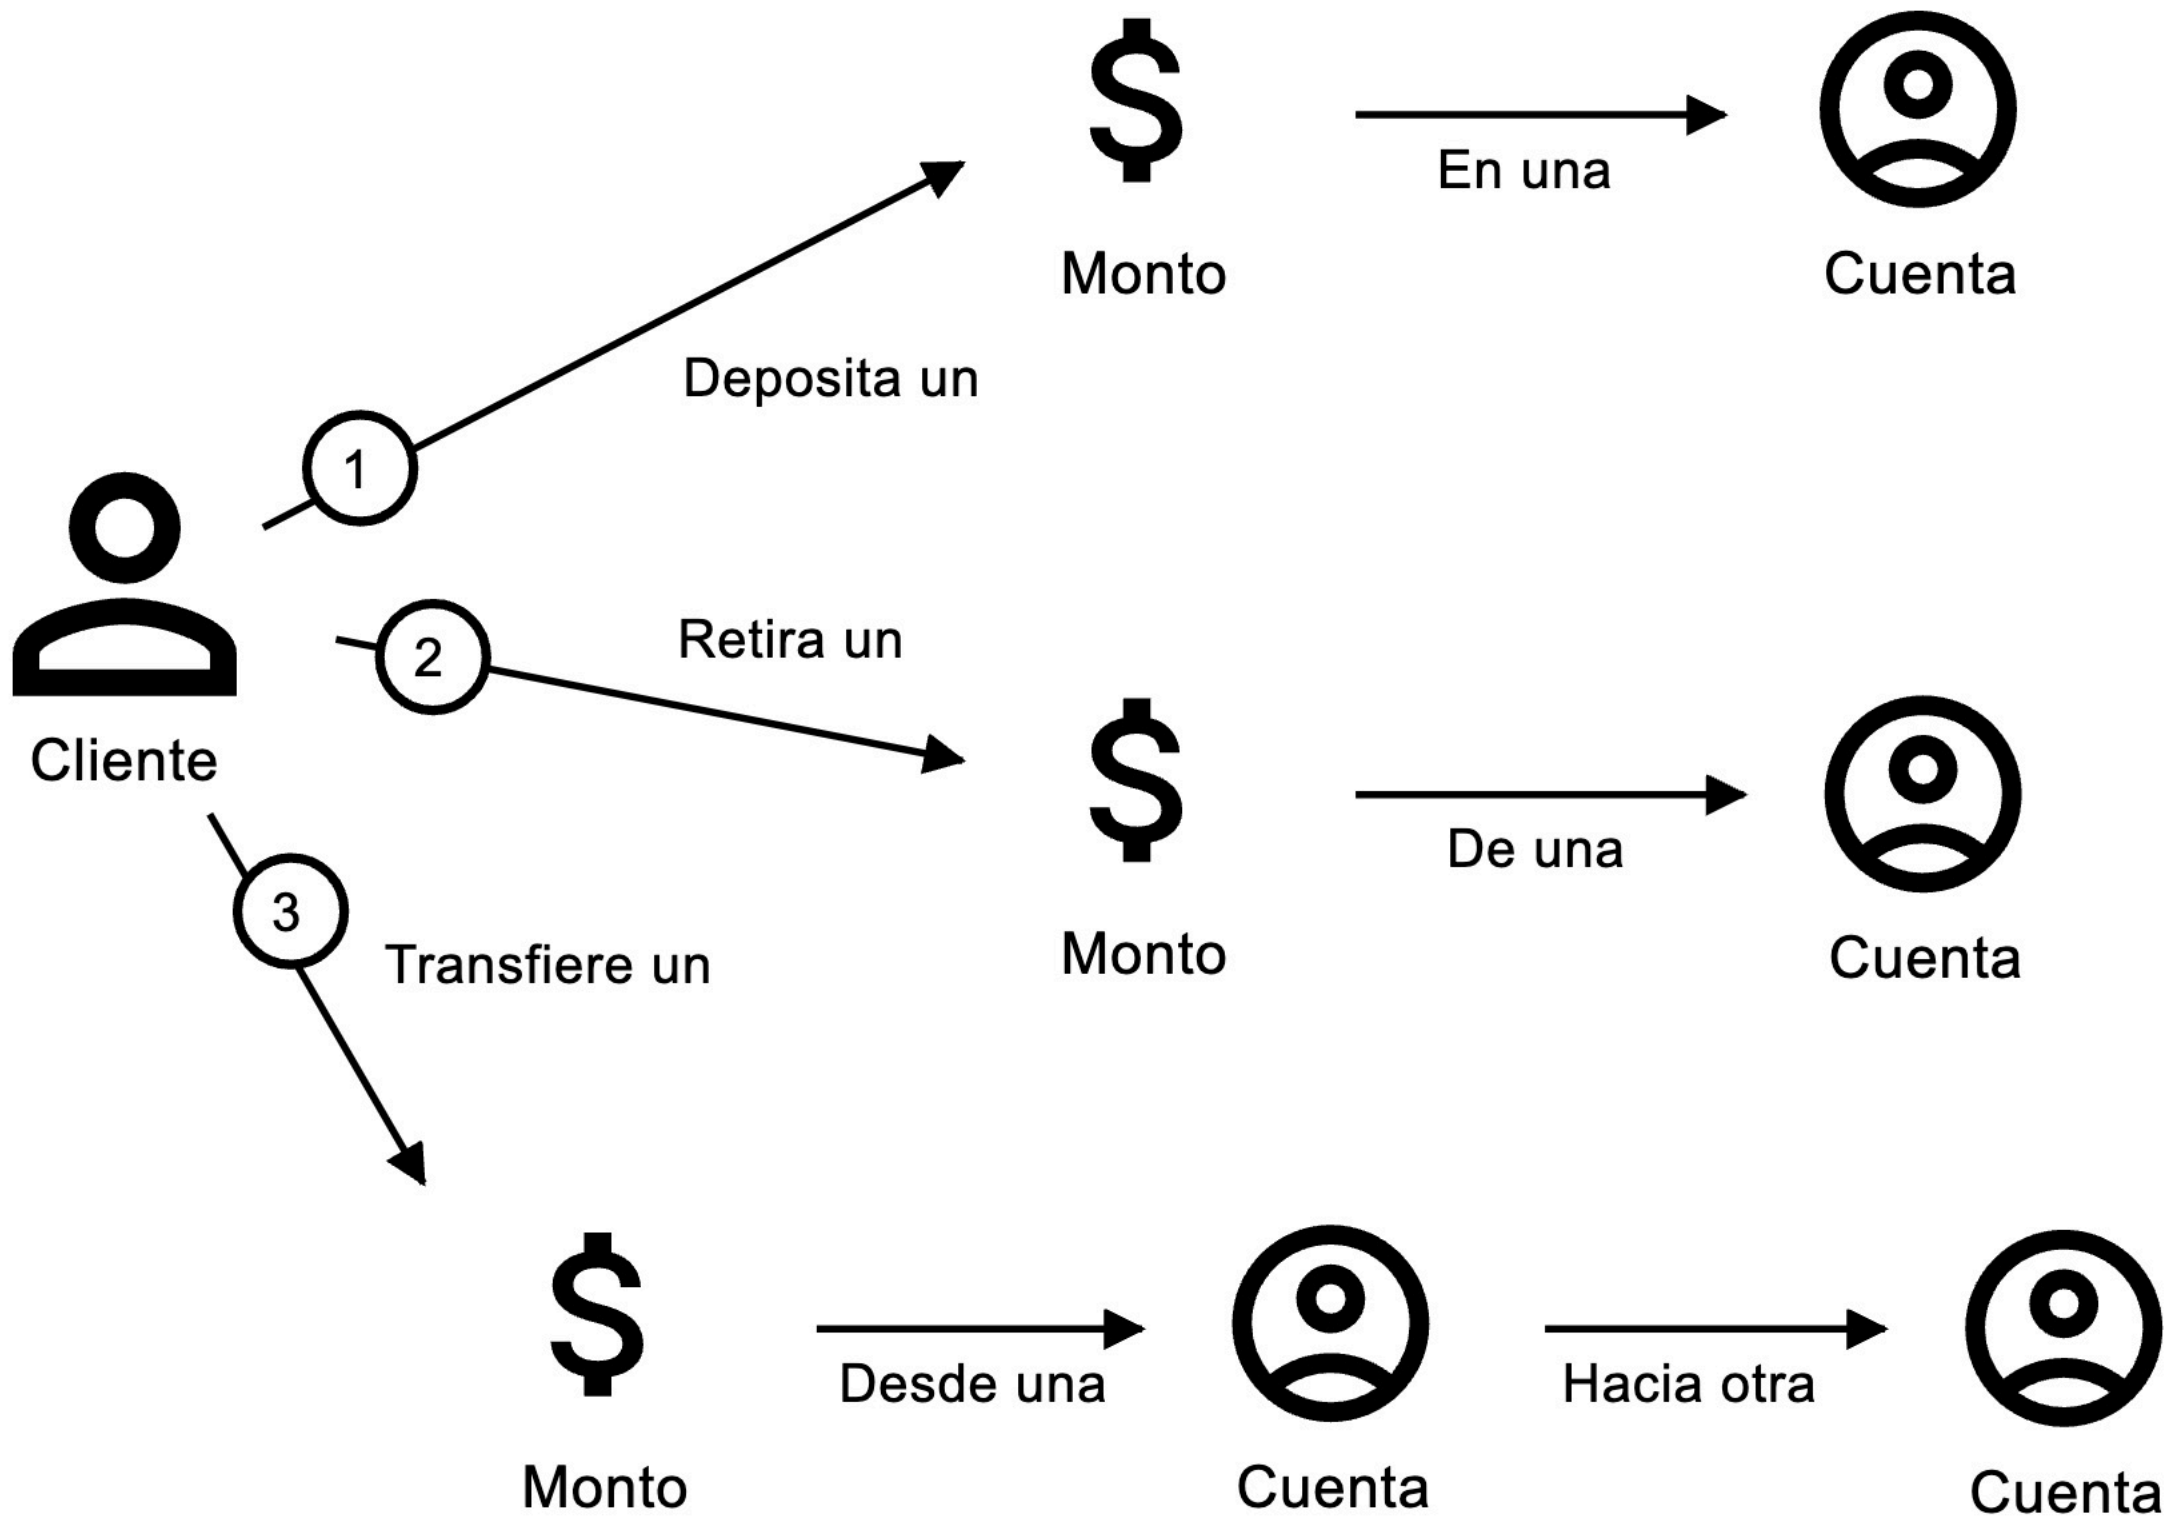 1
Deposita un
Monto
En una
Cuenta
Cliente
2
Retira un
Monto
De una
Cuenta
3
Transfiere un
Monto
Desde una
Cuenta
Hacia otra
Cuenta